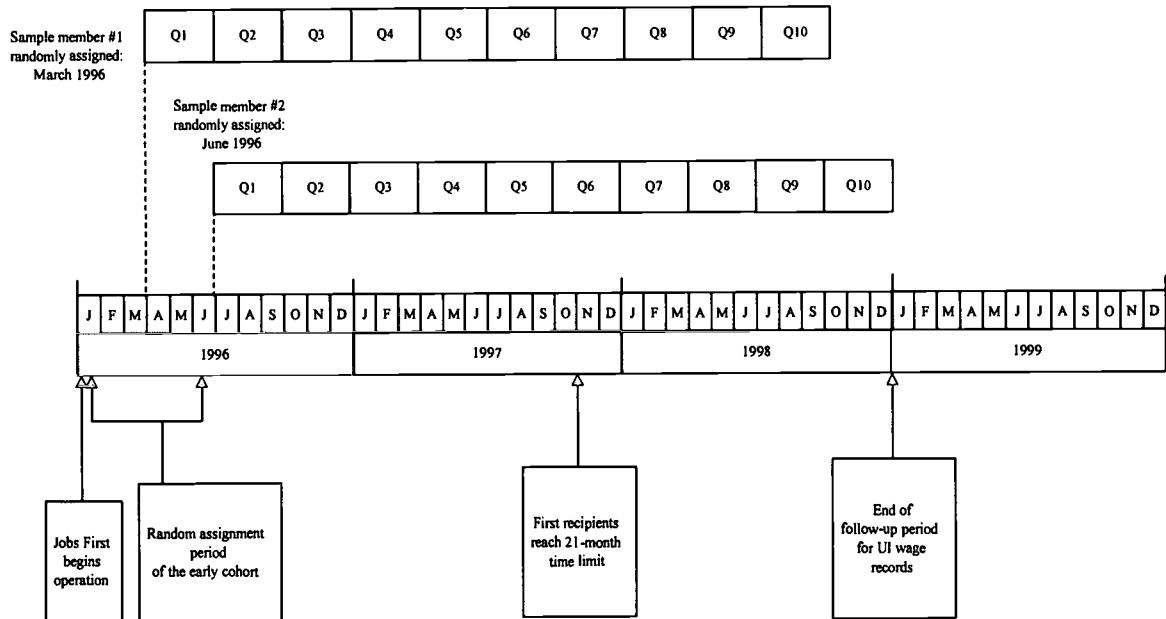 Sample member #1
randomly assigned:
March 1996
Q1 Q2 Q3 Q4 Q5 Q6 Q7 Q8 Q9 Q10
Sample member #2
randomly assigned:
June 1996
Q1 Q2 Q3 Q4 Q5 Q6 Q7 Q8 Q9 Q10
J F M A M J J A S O N D J F M A M J J A S O N D J F M A M J J A S O N D J F M A M J J A S O N D
1996 1997 1998 1999
Jobs First
begins
operation
Random assignment
period
of the early cohort
First recipients
reach 21-month
time limit
End of
follow-up period
for UI wage
records